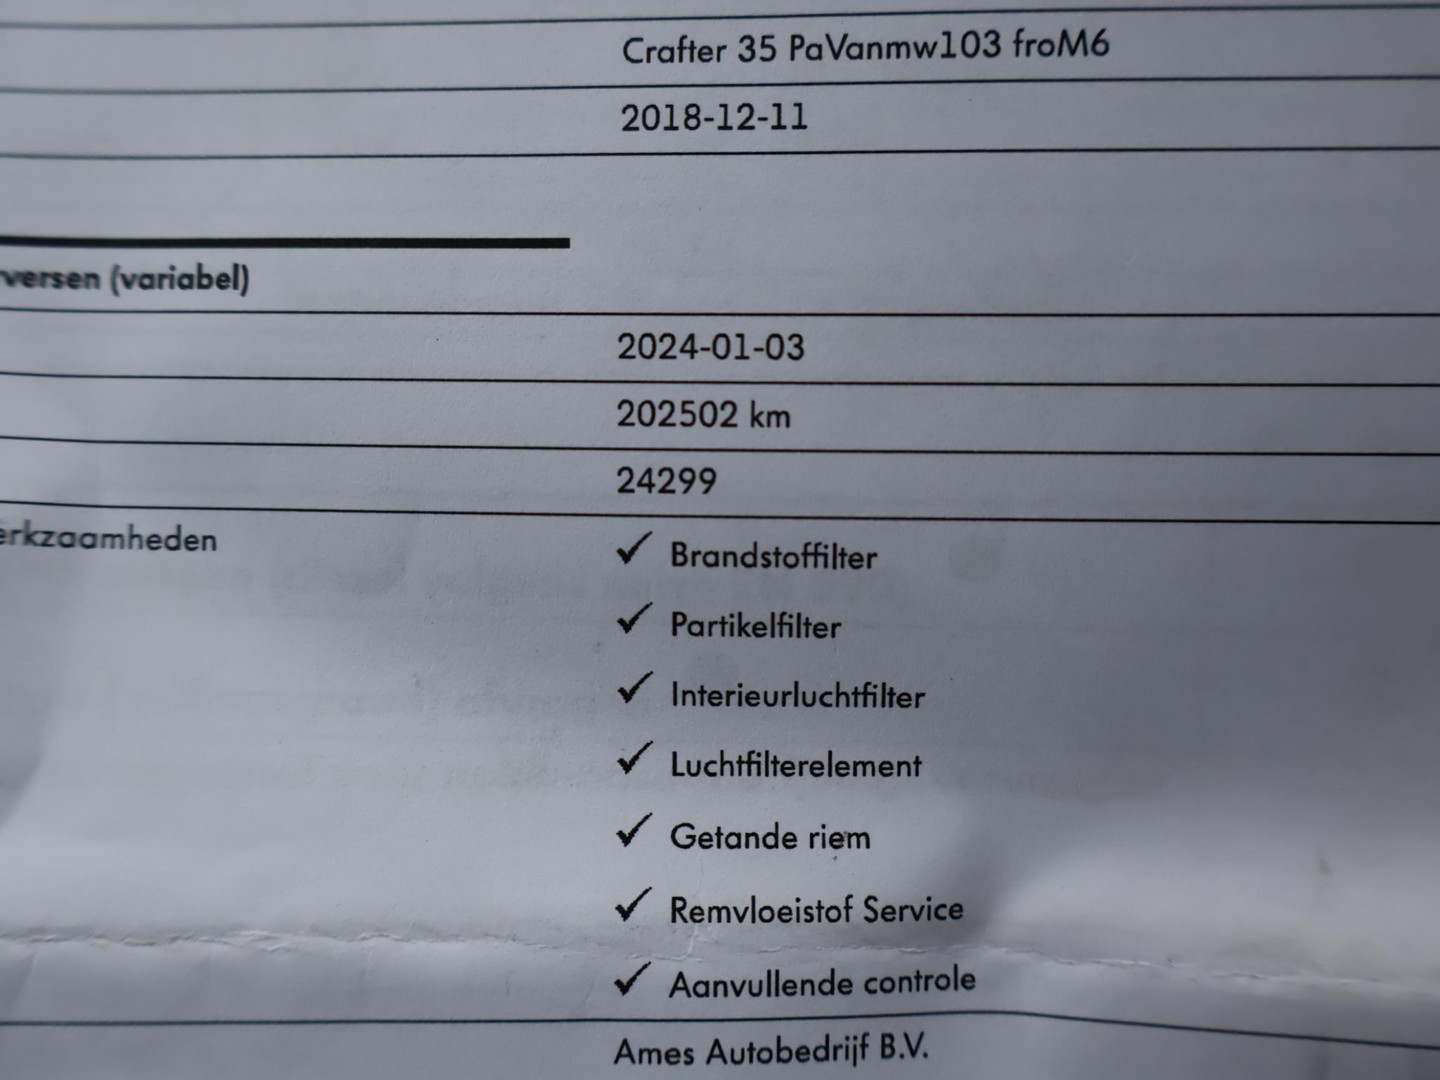 Crafter 35 PaVanmw103 froM6
2018-12-11
versen (variabel)
2024-01-03
202502 km
24299
erkzaamheden
✓ Brandstoffilter
✓ Partikelfilter
✓ Interieurluchtfilter
✓ Luchtfilterelement
✓ Getande riem
✓ Remvloeistof Service
✓ Aanvullende controle
Ames Autobedrijf B.V.